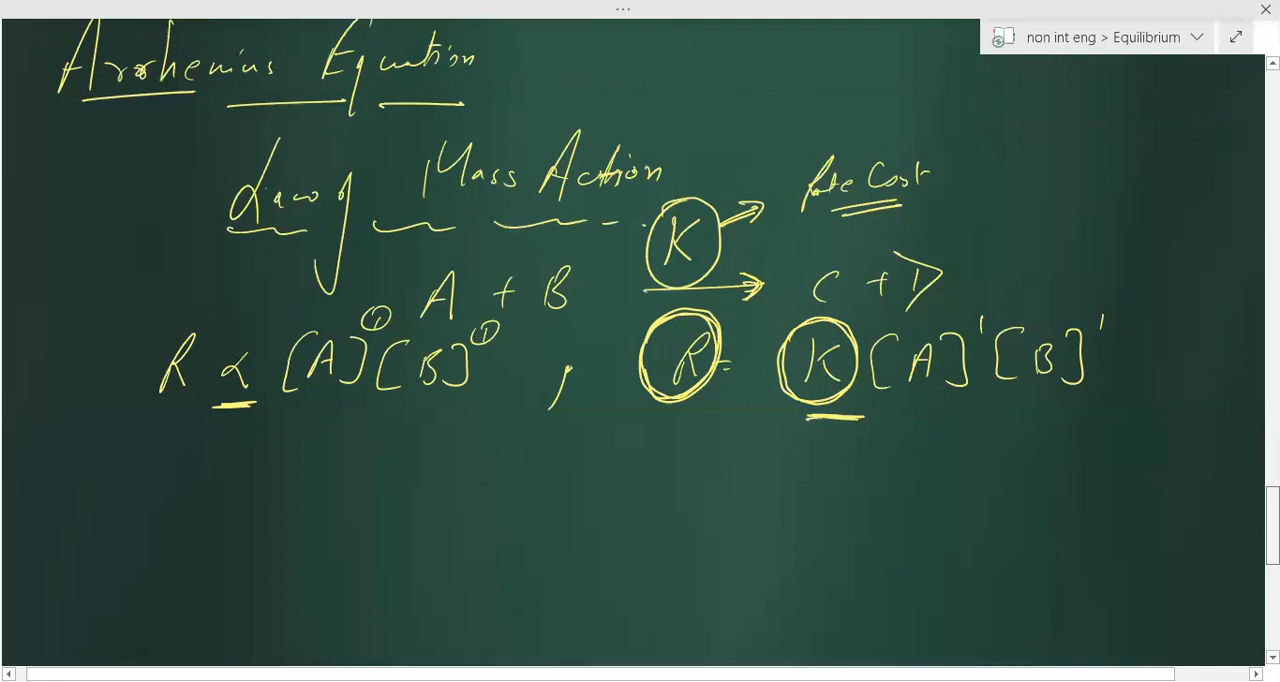 non int eng > Equilibrium
Arrhenius Equation
Law of Mass Action
K → Rate Const
A + B → C + D
R ∝ [A]¹[B]¹ , R = K[A]¹[B]¹